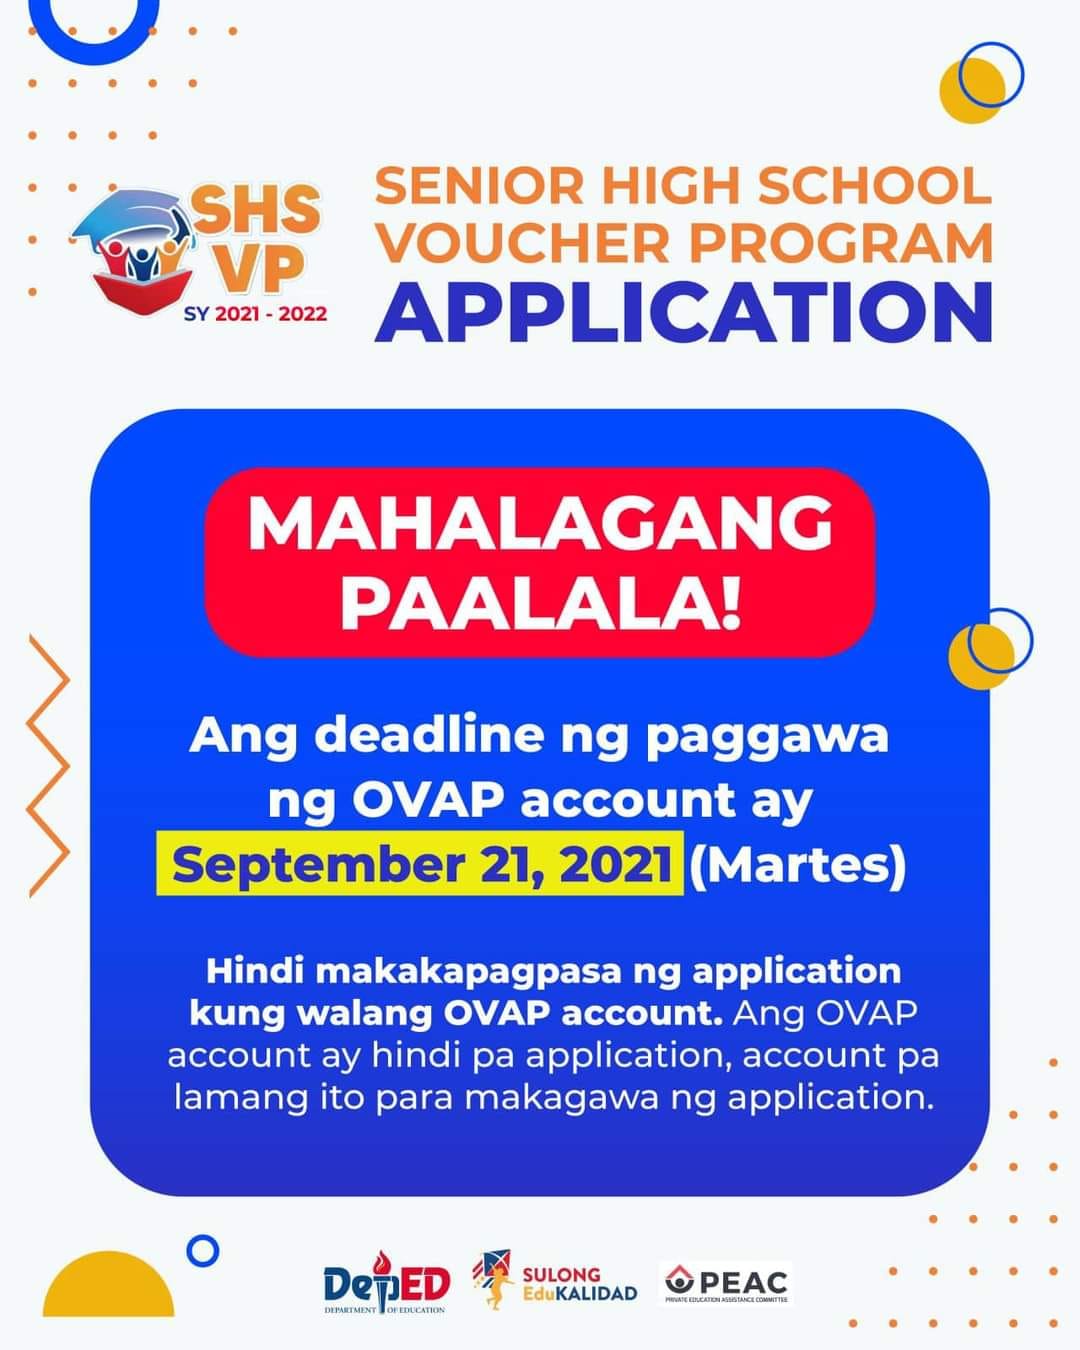 SHS
VP
SY 2021 - 2022
SENIOR HIGH SCHOOL
VOUCHER PROGRAM
APPLICATION
MAHALAGANG
PAALALA!
Ang deadline ng paggawa
ng OVAP account ay
September 21, 2021 (Martes)
Hindi makakapagpasa ng application
kung walang OVAP account. Ang OVAP
account ay hindi pa application, account pa
lamang ito para makagawa ng application.
DepED
DEPARTMENT OF EDUCATION
SULONG
EduKALIDAD
PEAC
PRIVATE EDUCATION ASSISTANCE COMMITTEE